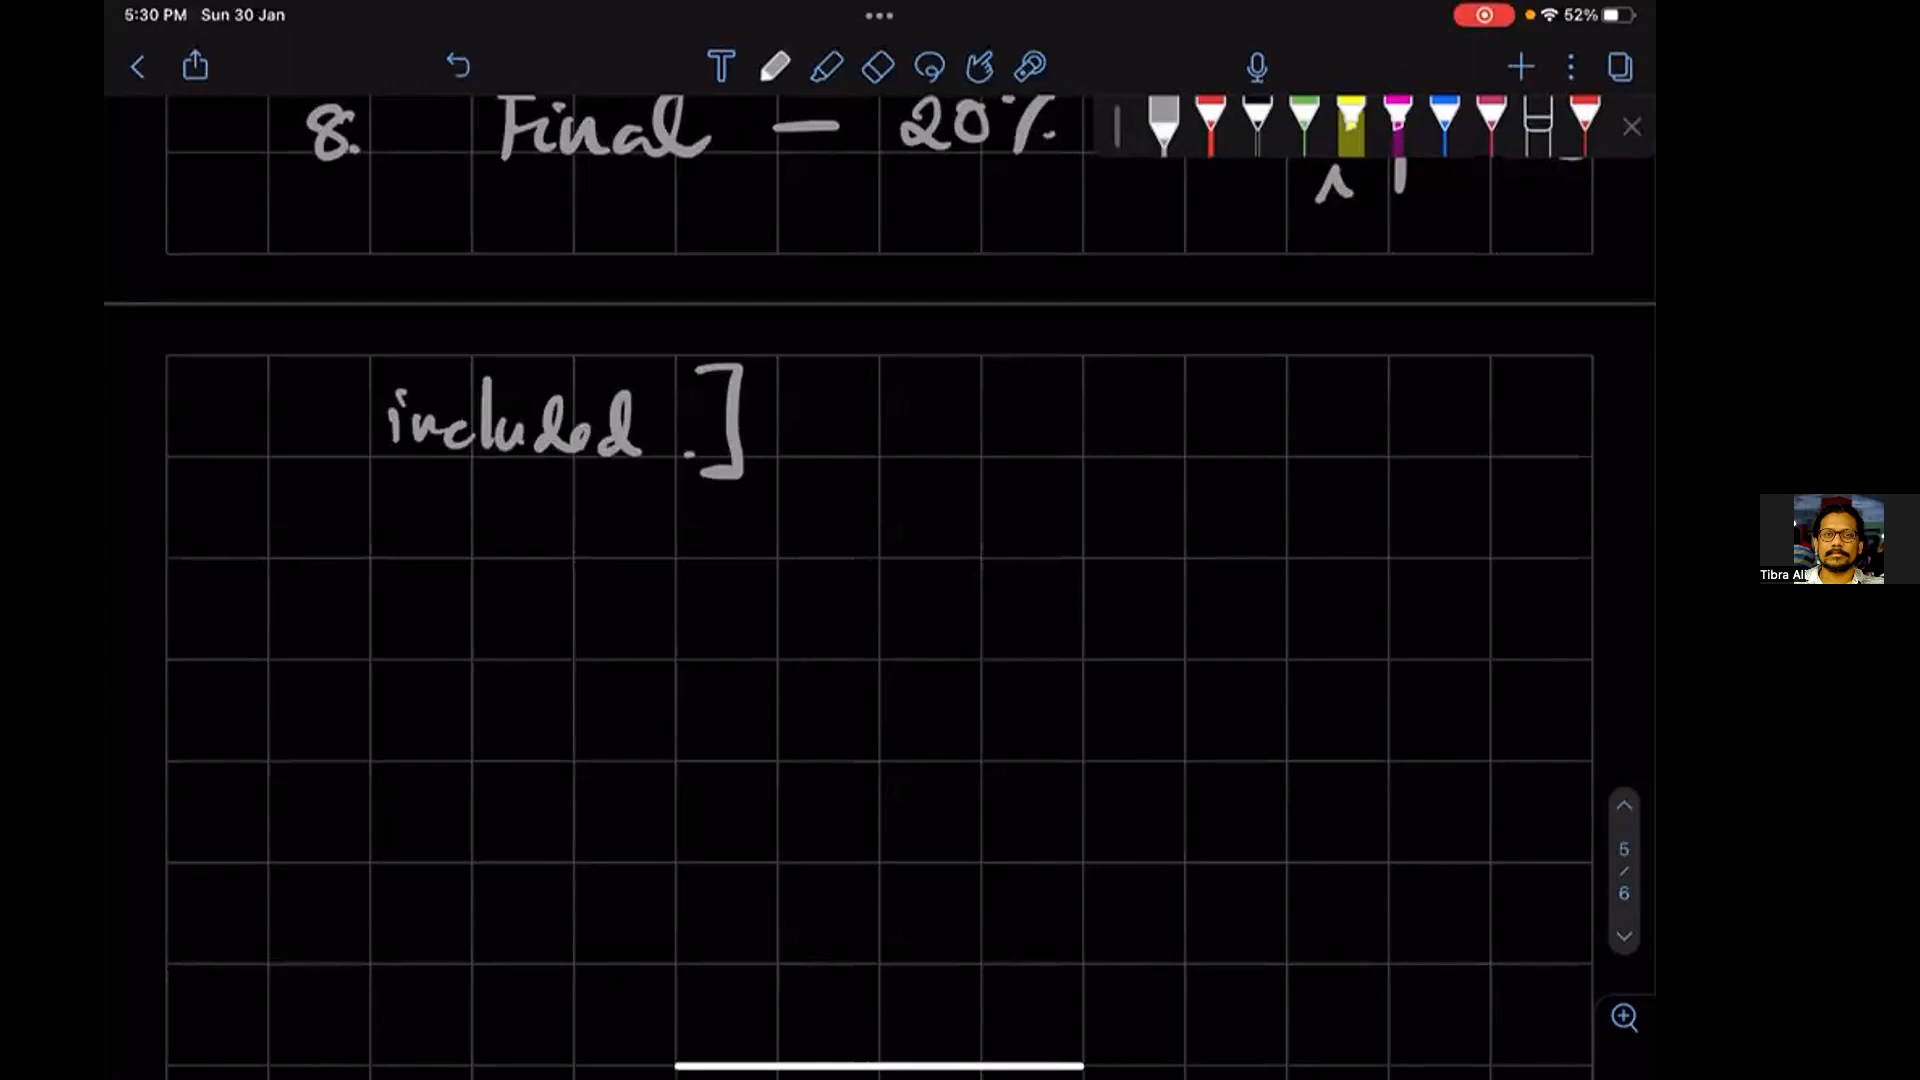 5:30 PM Sun 30 Jan
52%
8. Final — 20%
included.]
5
/
6
Tibra Ali